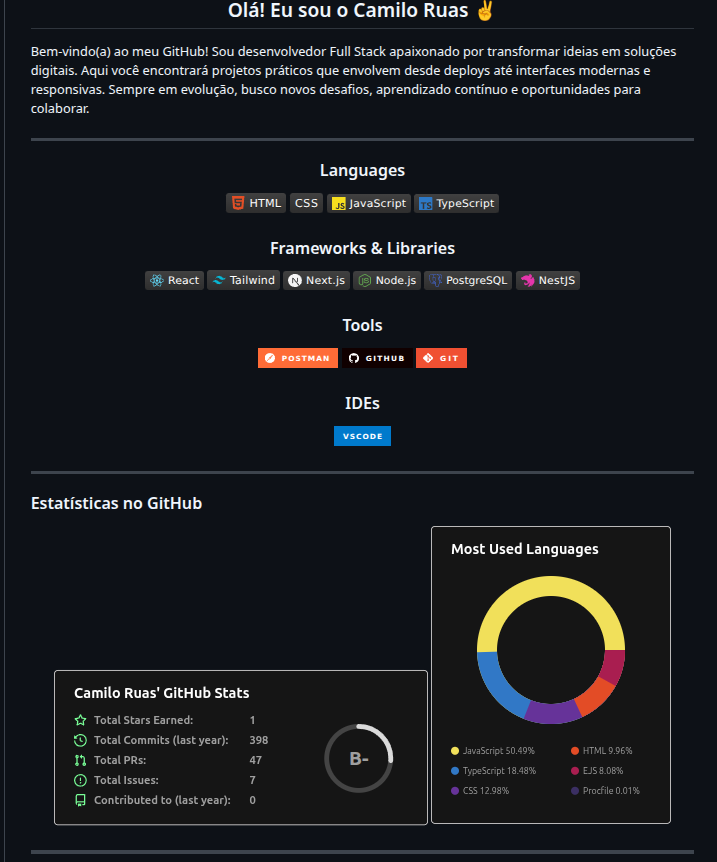 Olá! Eu sou o Camilo Ruas ✌
Bem-vindo(a) ao meu GitHub! Sou desenvolvedor Full Stack apaixonado por transformar ideias em soluções
digitais. Aqui você encontrará projetos práticos que envolvem desde deploys até interfaces modernas e
responsivas. Sempre em evolução, busco novos desafios, aprendizado contínuo e oportunidades para
colaborar.
Languages
HTML CSS JS JavaScript TS TypeScript
Frameworks & Libraries
React Tailwind N Next.js JS Node.js PostgreSQL NestJS
Tools
POSTMAN GITHUB GIT
IDEs
VSCODE
Estatísticas no GitHub
Camilo Ruas' GitHub Stats
Total Stars Earned: 1
Total Commits (last year): 398
Total PRs: 47
Total Issues: 7
Contributed to (last year): 0
B-
Most Used Languages
JavaScript 50.49%
TypeScript 18.48%
CSS 12.98%
HTML 9.96%
EJS 8.08%
Procfile 0.01%